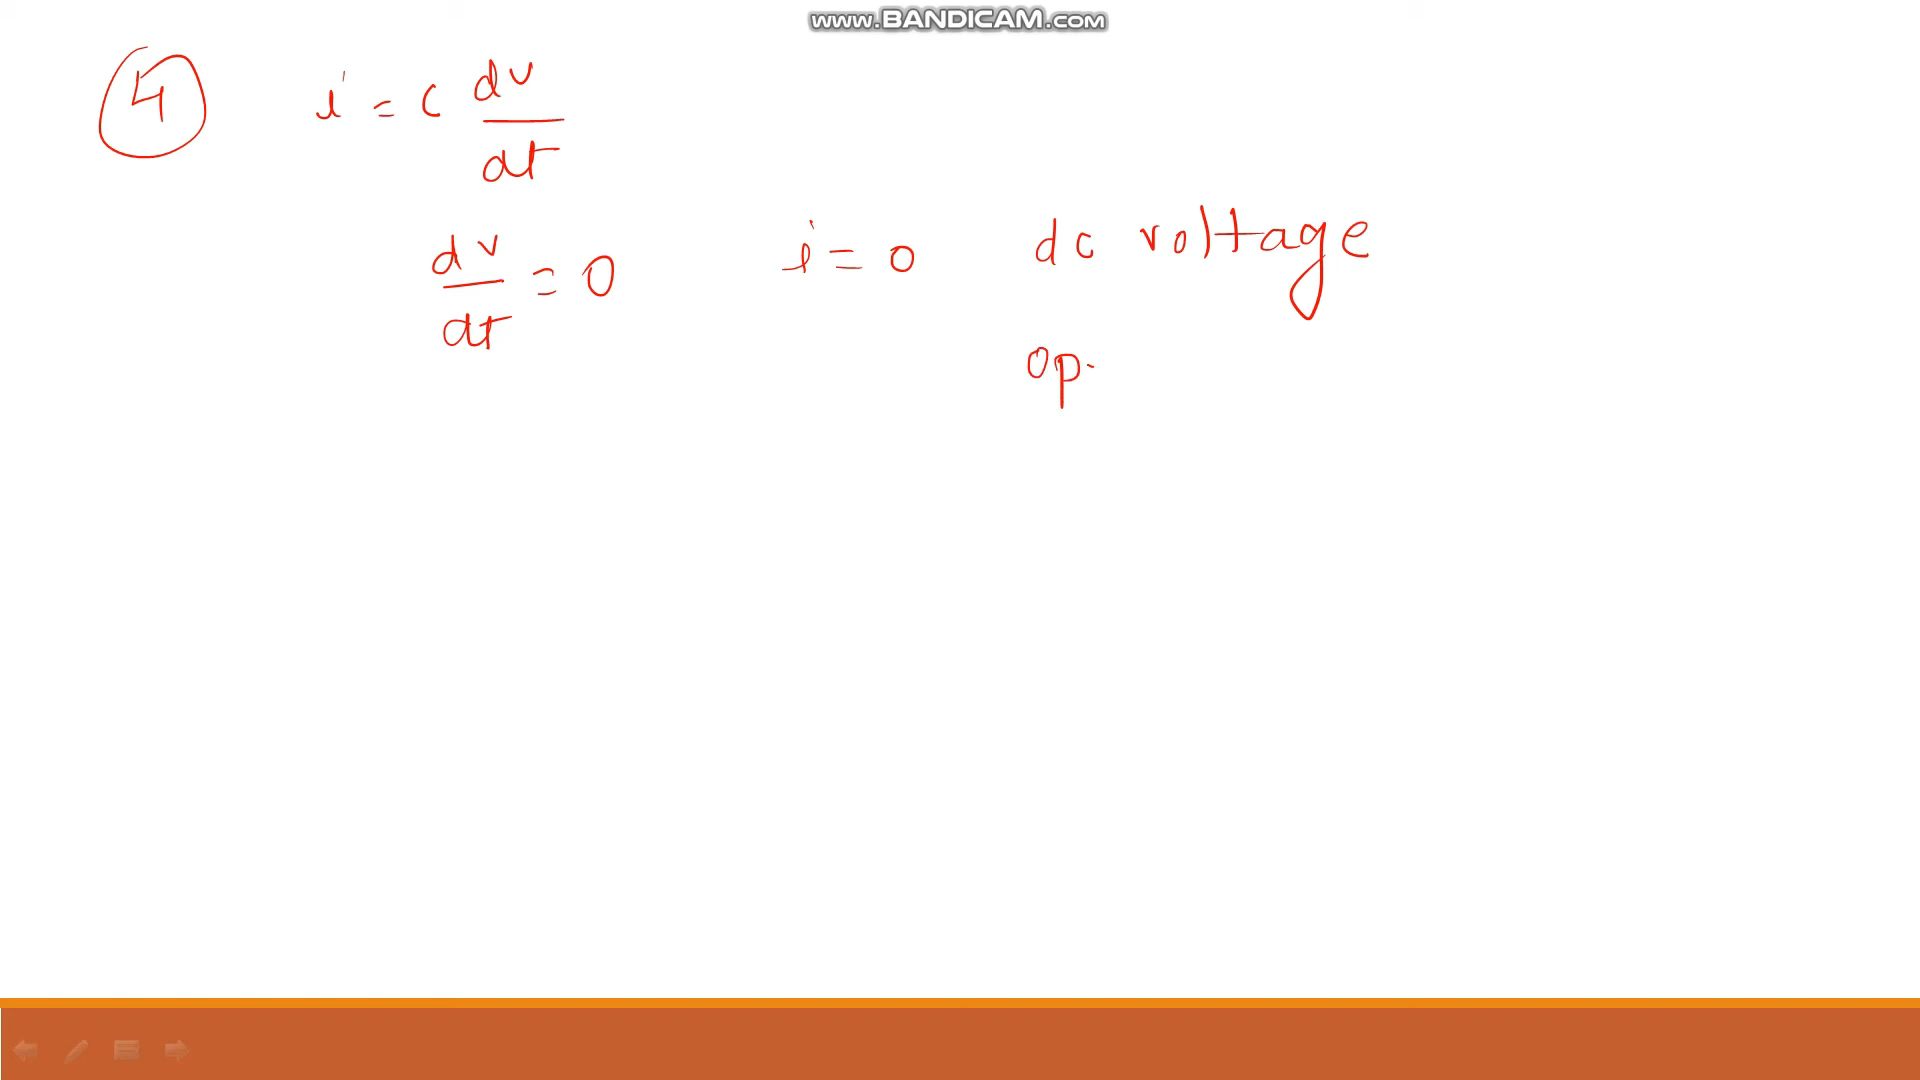 www.BANDICAM.com
4 i = c dv/dt
dv/dt = 0 i = 0 dc voltage
op